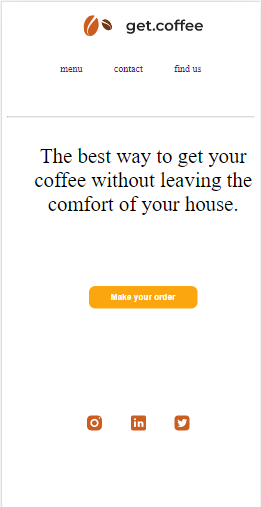 get.coffee
menu contact find us
The best way to get your
coffee without leaving the
comfort of your house.
Make your order
in